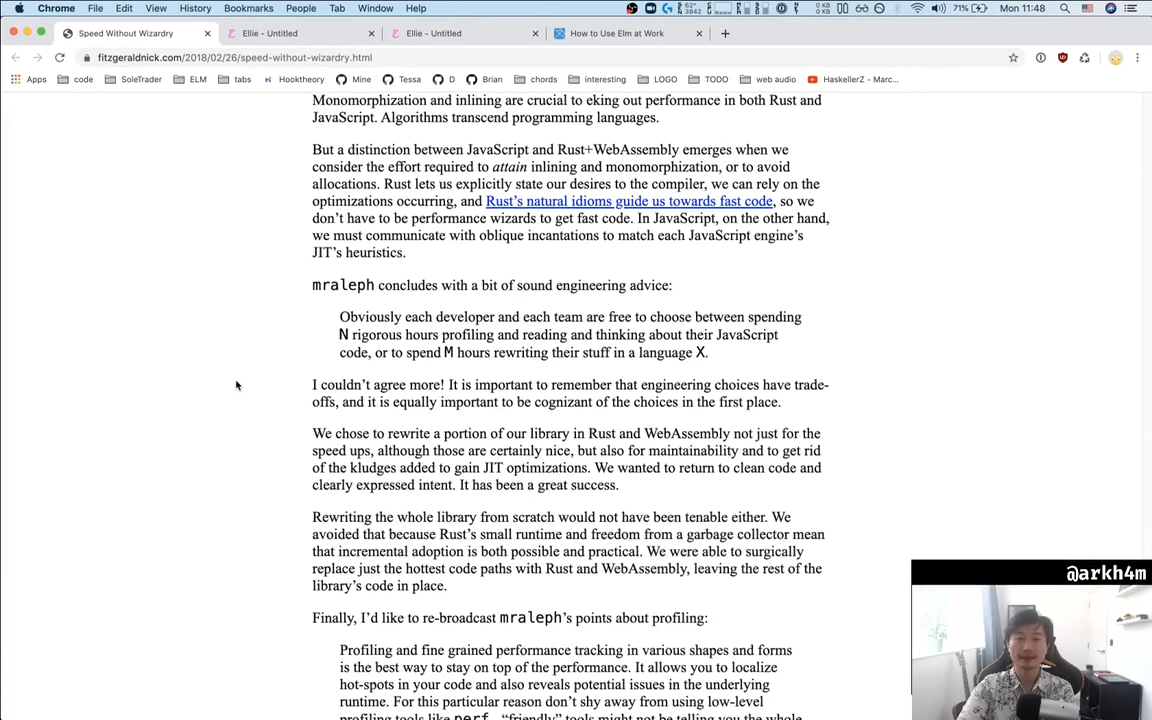 Chrome File Edit View History Bookmarks People Tab Window Help 71% Mon 11:48
Speed Without Wizardry Ellie - Untitled Ellie - Untitled How to Use Elm at Work
fitzgeraldnick.com/2018/02/26/speed-without-wizardry.html
Apps code SoleTrader ELM tabs Hooktheory Mine Tessa D Brian chords interesting LOGO TODO web audio HaskellerZ - Marc...
Monomorphization and inlining are crucial to eking out performance in both Rust and
JavaScript. Algorithms transcend programming languages.
But a distinction between JavaScript and Rust+WebAssembly emerges when we
consider the effort required to attain inlining and monomorphization, or to avoid
allocations. Rust lets us explicitly state our desires to the compiler, we can rely on the
optimizations occurring, and Rust's natural idioms guide us towards fast code, so we
don't have to be performance wizards to get fast code. In JavaScript, on the other hand,
we must communicate with oblique incantations to match each JavaScript engine's
JIT's heuristics.
mraleph concludes with a bit of sound engineering advice:
Obviously each developer and each team are free to choose between spending
N rigorous hours profiling and reading and thinking about their JavaScript
code, or to spend M hours rewriting their stuff in a language X.
I couldn't agree more! It is important to remember that engineering choices have trade-
offs, and it is equally important to be cognizant of the choices in the first place.
We chose to rewrite a portion of our library in Rust and WebAssembly not just for the
speed ups, although those are certainly nice, but also for maintainability and to get rid
of the kludges added to gain JIT optimizations. We wanted to return to clean code and
clearly expressed intent. It has been a great success.
Rewriting the whole library from scratch would not have been tenable either. We
avoided that because Rust's small runtime and freedom from a garbage collector mean
that incremental adoption is both possible and practical. We were able to surgically
replace just the hottest code paths with Rust and WebAssembly, leaving the rest of the
library's code in place.
@arkh4m
Finally, I'd like to re-broadcast mraleph's points about profiling:
Profiling and fine grained performance tracking in various shapes and forms
is the best way to stay on top of the performance. It allows you to localize
hot-spots in your code and also reveals potential issues in the underlying
runtime. For this particular reason don't shy away from using low-level
profiling tools like perf - "friendly" tools might not be telling you the whole